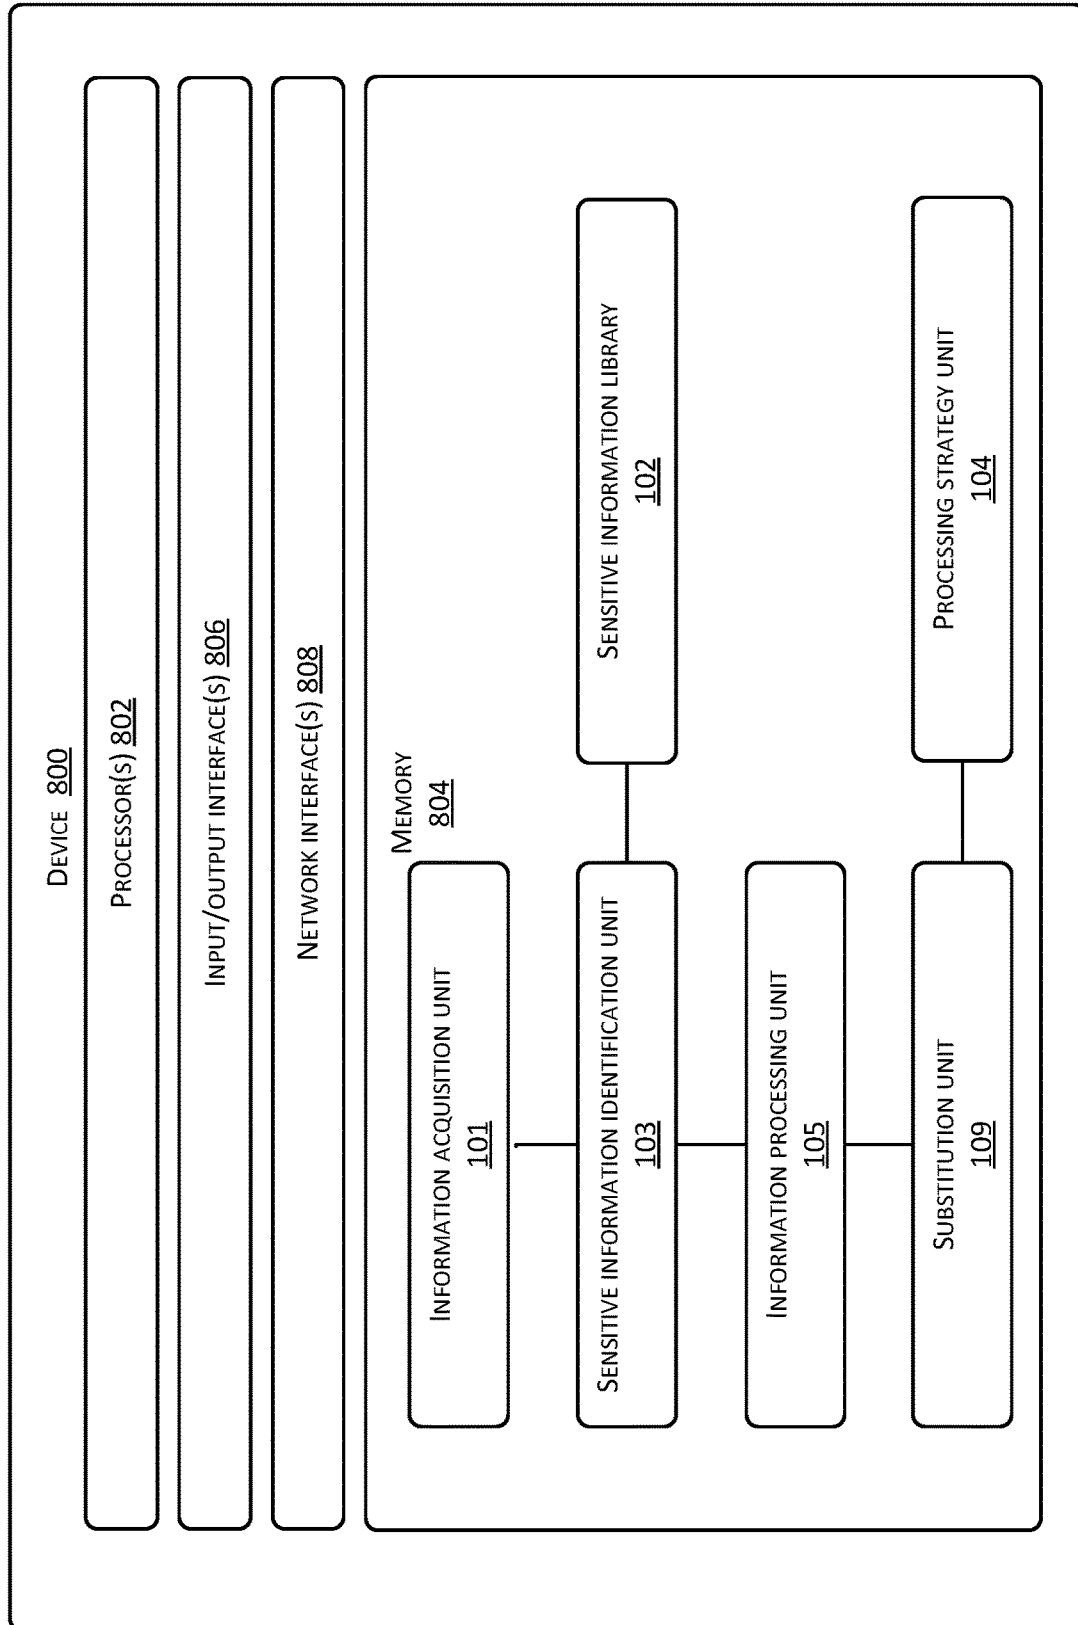 DEVICE 800
PROCESSOR(S) 802
INPUT/OUTPUT INTERFACE(S) 806
NETWORK INTERFACE(S) 808
MEMORY
804
INFORMATION ACQUISITION UNIT
101
SENSITIVE INFORMATION IDENTIFICATION UNIT
103
SENSITIVE INFORMATION LIBRARY
102
INFORMATION PROCESSING UNIT
105
SUBSTITUTION UNIT
109
PROCESSING STRATEGY UNIT
104